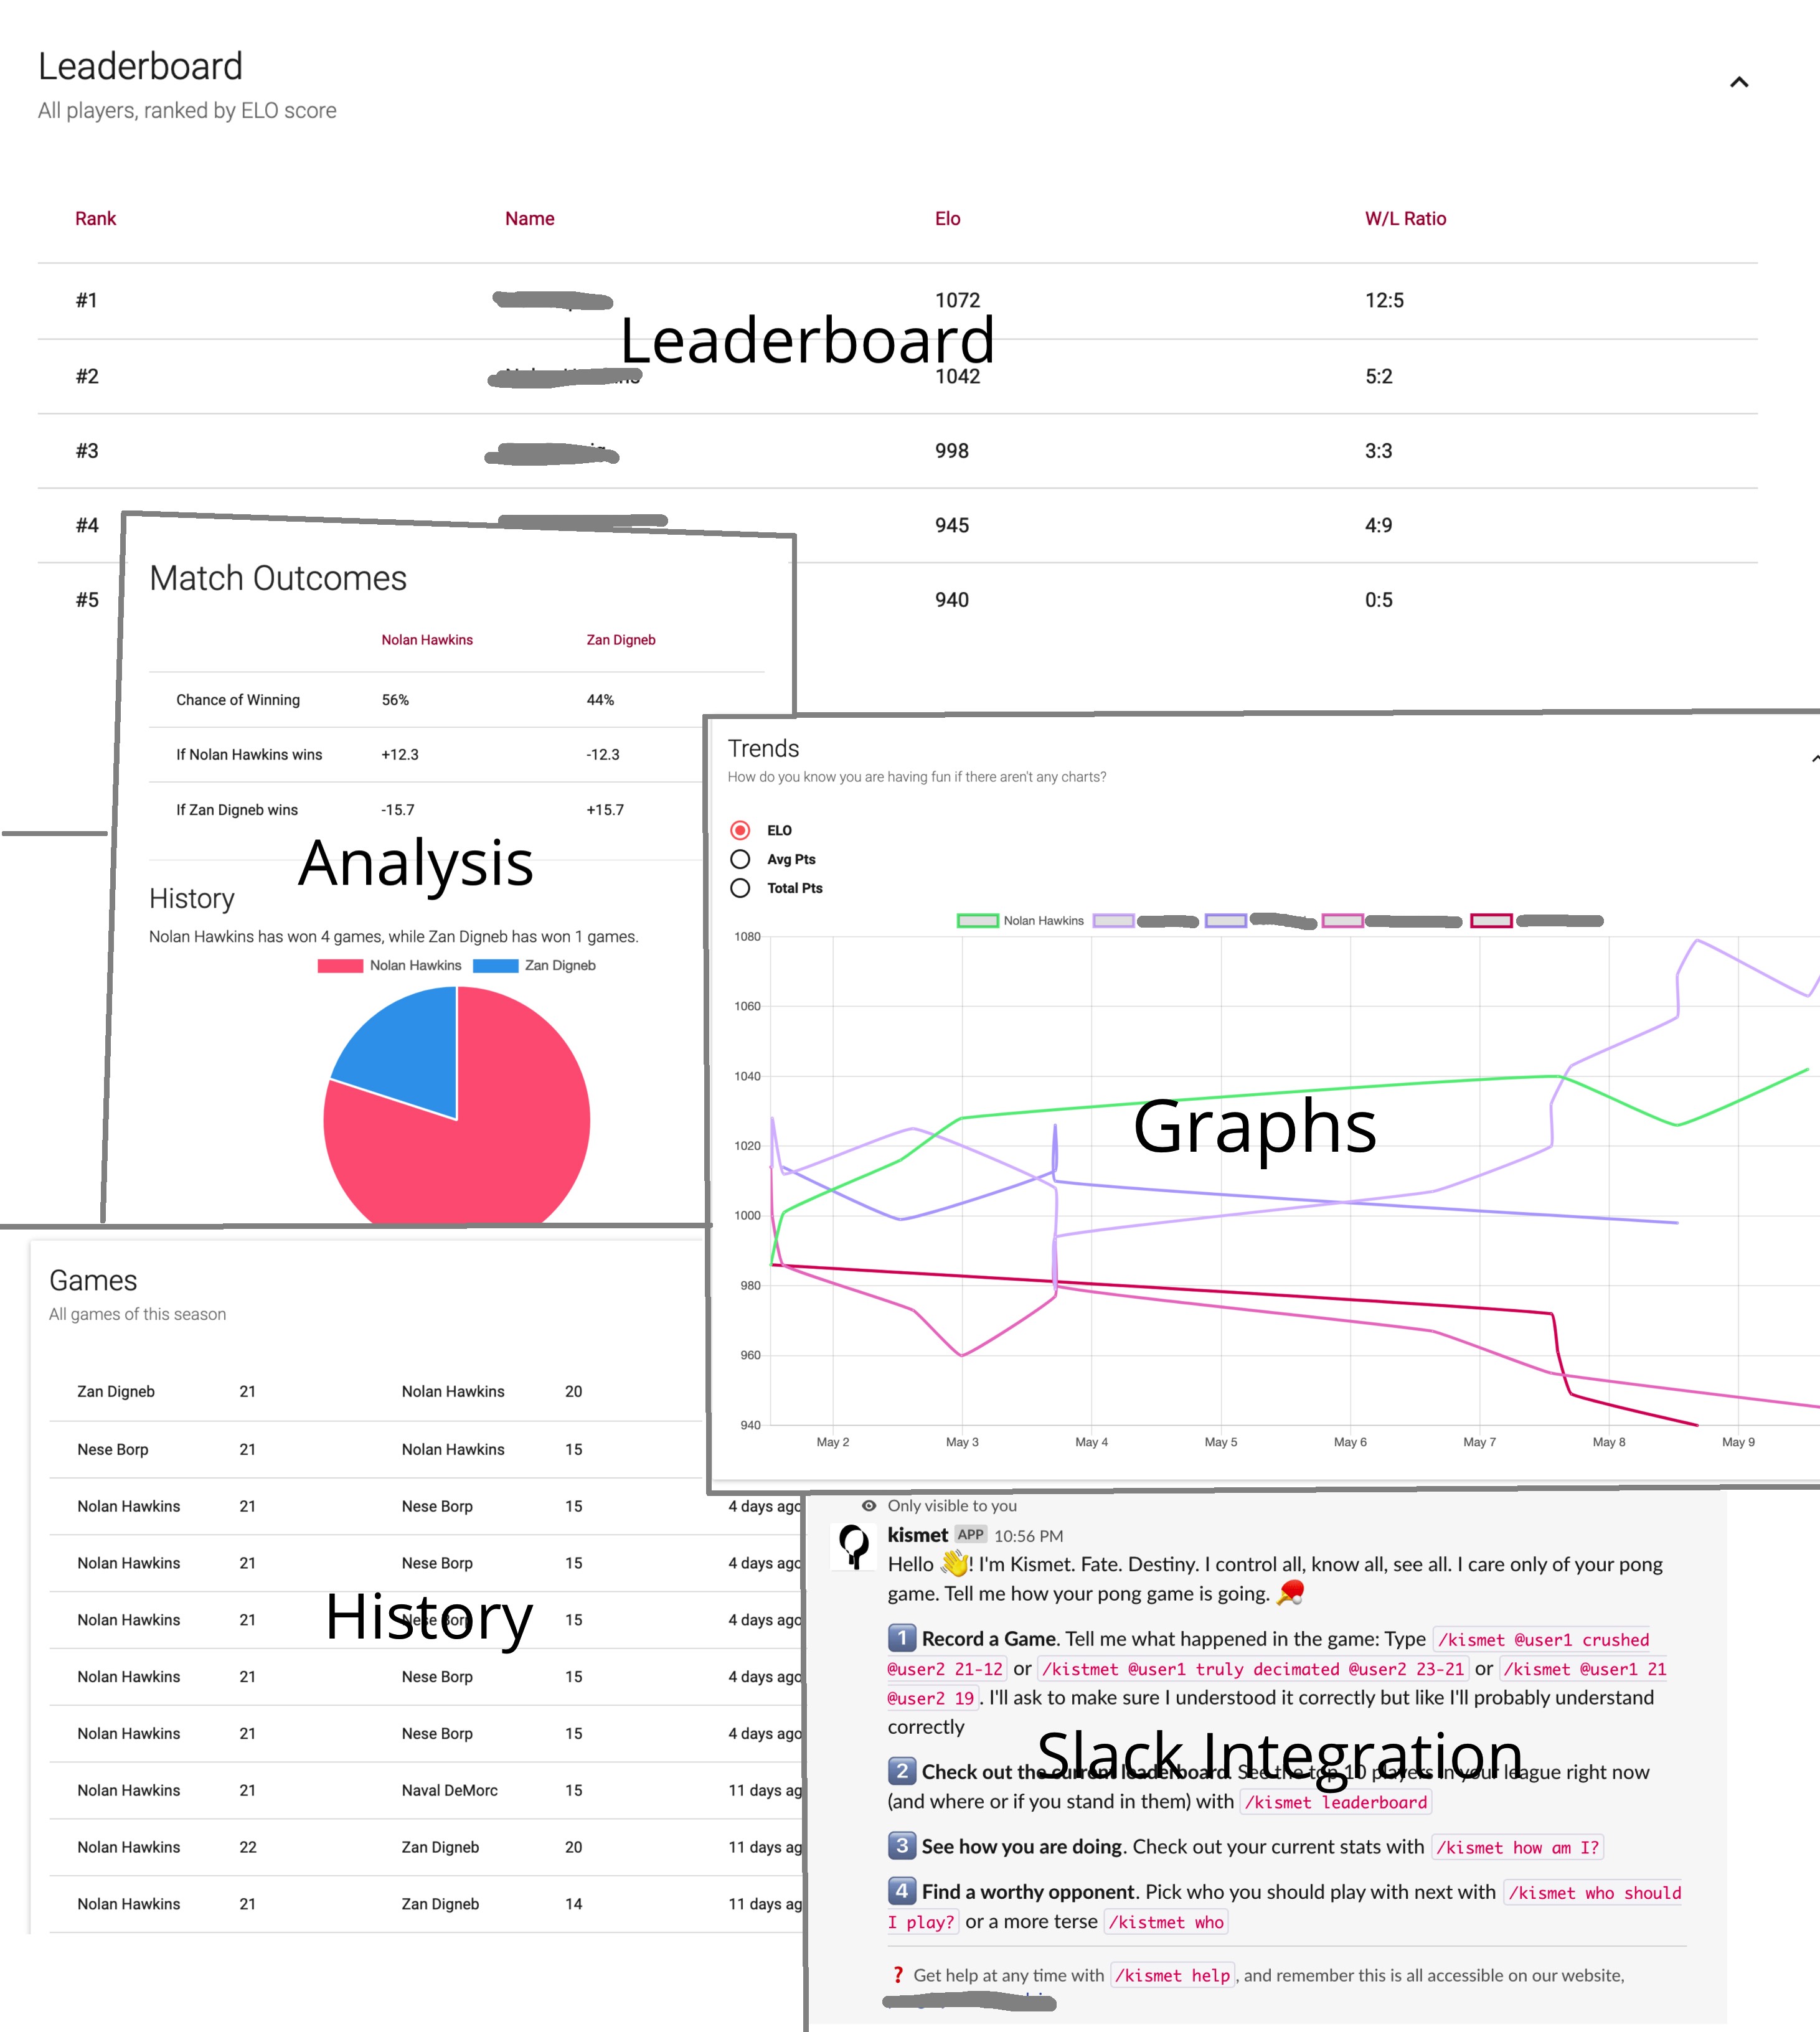 Leaderboard
All players, ranked by ELO score
Rank Name Elo W/L Ratio
#1 1072 12:5
Leaderboard
#2 1042 5:2
#3 998 3:3
#4 945 4:9
#5 940 0:5
Match Outcomes
Nolan Hawkins Zan Digneb
Chance of Winning 56% 44%
If Nolan Hawkins wins +12.3 -12.3
If Zan Digneb wins -15.7 +15.7
Analysis
History
Nolan Hawkins has won 4 games, while Zan Digneb has won 1 games.
Nolan Hawkins Zan Digneb
Trends
How do you know you are having fun if there aren't any charts?
ELO
Avg Pts
Total Pts
Nolan Hawkins
1080
1060
1040
Graphs
1020
1000
980
960
940
May 2 May 3 May 4 May 5 May 6 May 7 May 8 May 9
Games
All games of this season
Zan Digneb 21 Nolan Hawkins 20
Nese Borp 21 Nolan Hawkins 15
Nolan Hawkins 21 Nese Borp 15 4 days ago
Nolan Hawkins 21 Nese Borp 15 4 days ago
Nolan Hawkins 21 Nese Borp 15 4 days ago
History
Nolan Hawkins 21 Nese Borp 15 4 days ago
Nolan Hawkins 21 Nese Borp 15 4 days ago
Nolan Hawkins 21 Naval DeMorc 15 11 days ag
Nolan Hawkins 22 Zan Digneb 20 11 days ag
Nolan Hawkins 21 Zan Digneb 14 11 days ag
Only visible to you
kismet APP 10:56 PM
Hello 👋! I'm Kismet. Fate. Destiny. I control all, know all, see all. I care only of your pong
game. Tell me how your pong game is going. 🏓
1 Record a Game. Tell me what happened in the game: Type /kismet @user1 crushed
@user2 21-12 or /kistmet @user1 truly decimated @user2 23-21 or /kismet @user1 21
@user2 19. I'll ask to make sure I understood it correctly but like I'll probably understand
correctly
Slack Integration
2 Check out the current leaderboard. See the top 10 players in your league right now
(and where or if you stand in them) with /kismet leaderboard
3 See how you are doing. Check out your current stats with /kismet how am I?
4 Find a worthy opponent. Pick who you should play with next with /kismet who should
I play? or a more terse /kistmet who
❓ Get help at any time with /kismet help, and remember this is all accessible on our website,